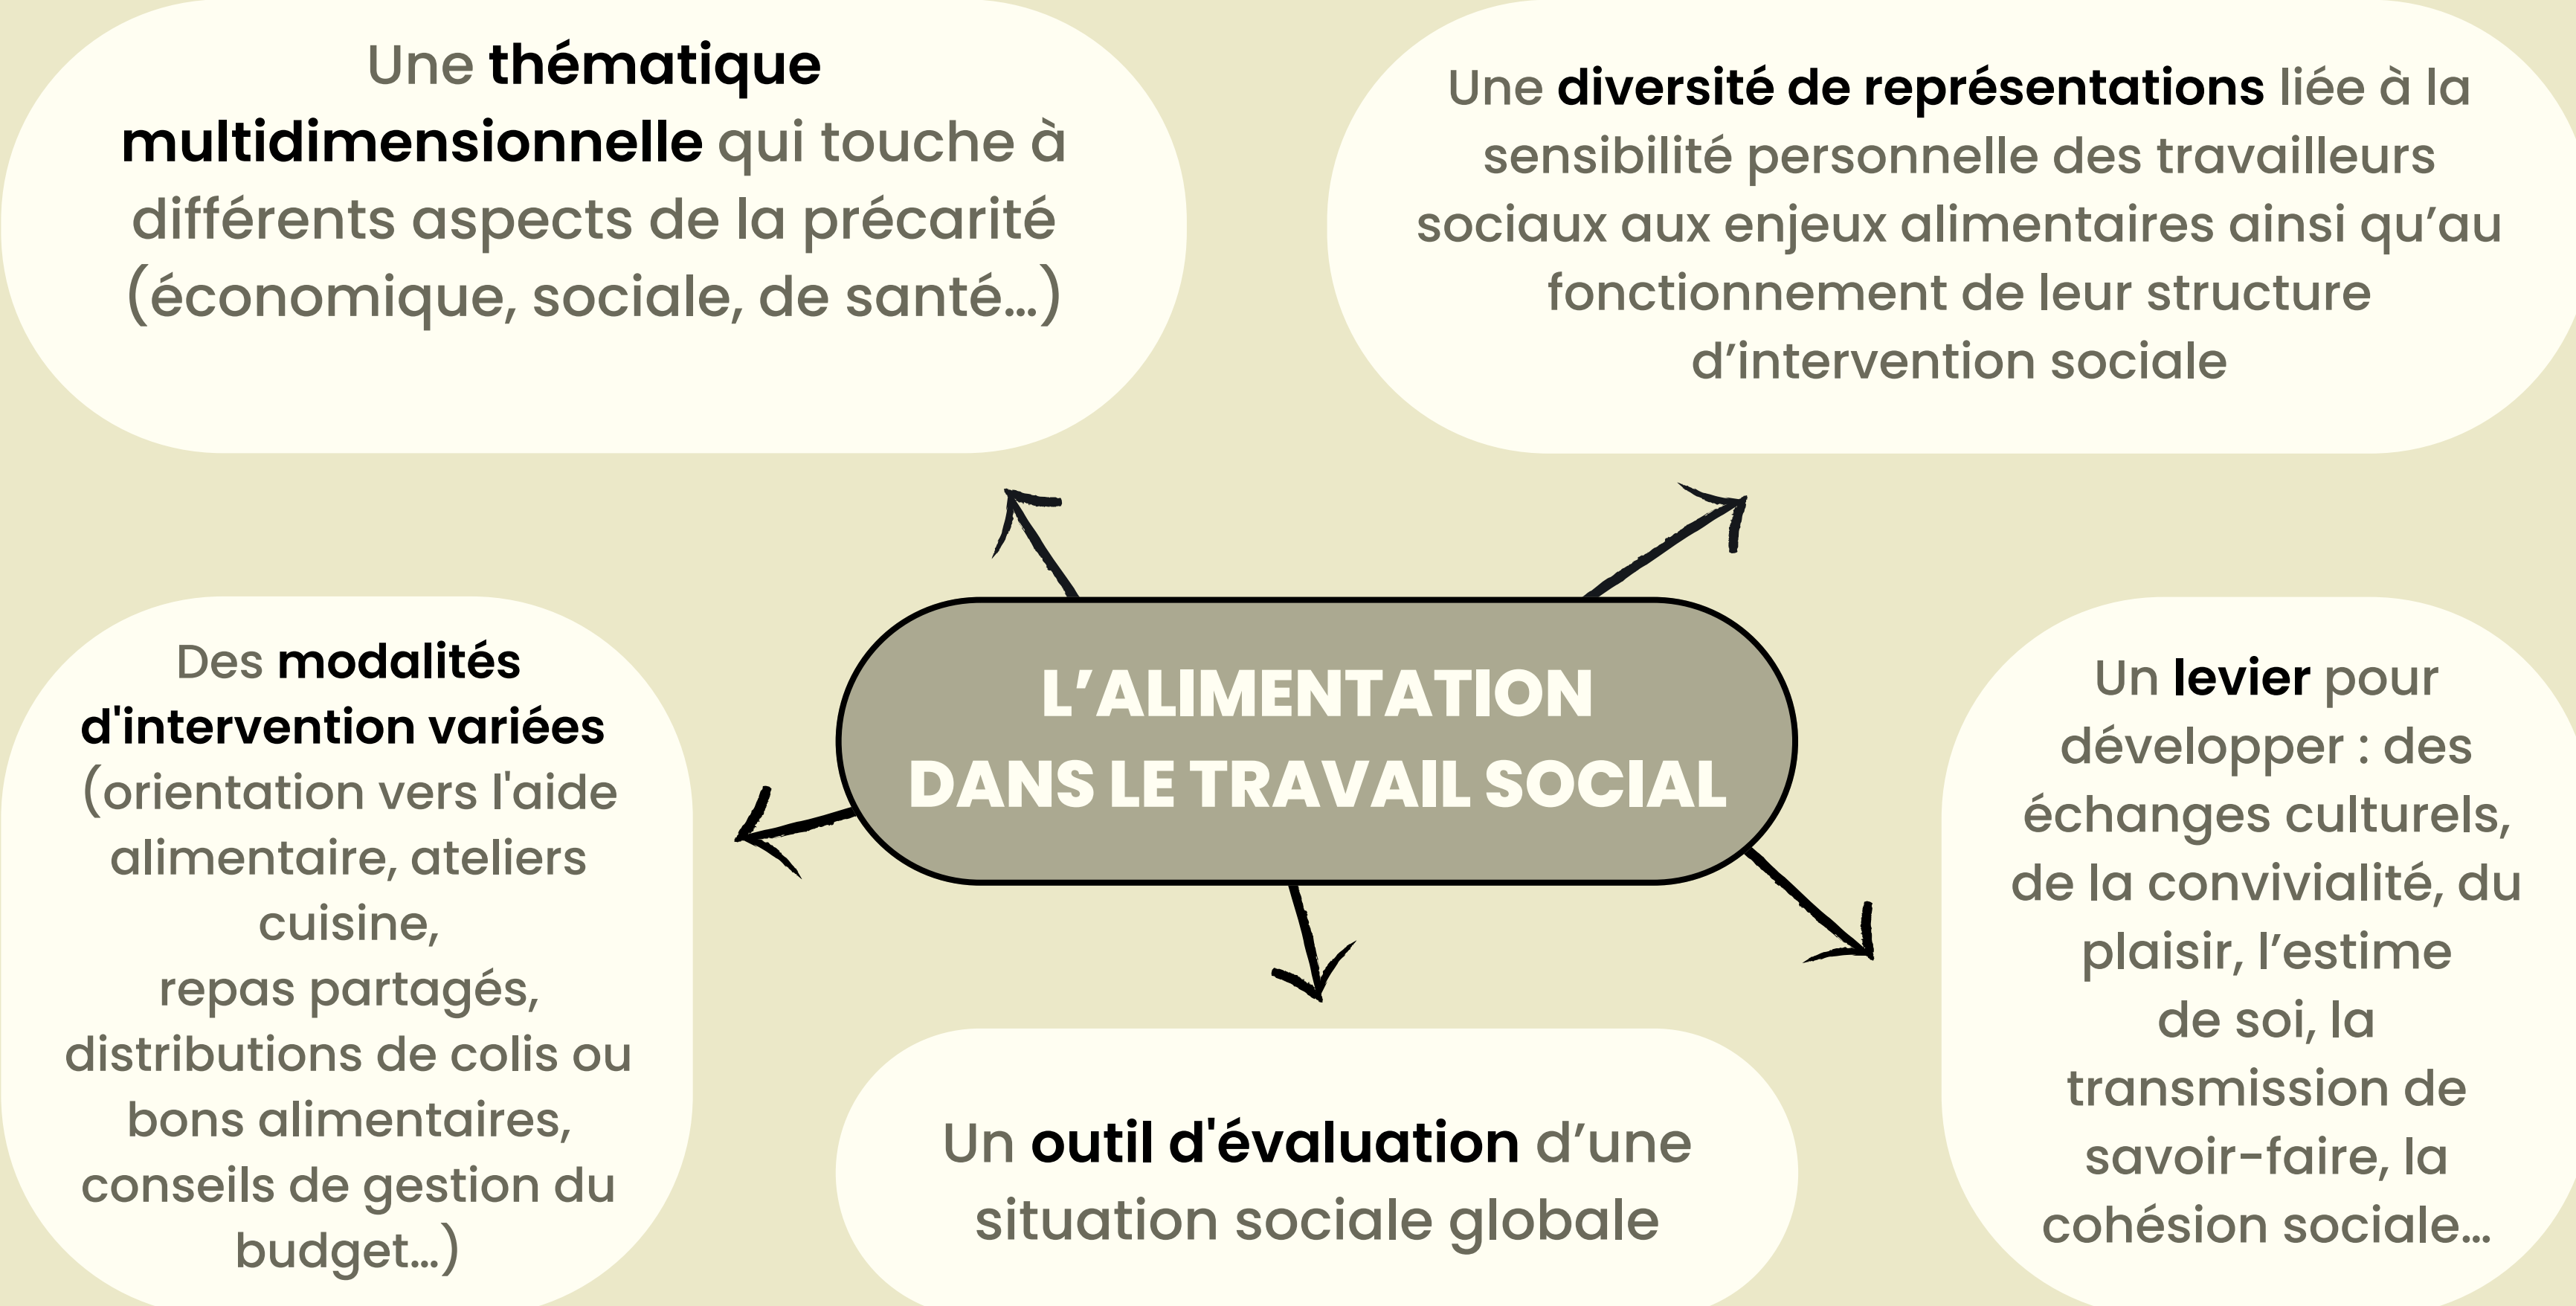 Une thématique
multidimensionnelle qui touche à
différents aspects de la précarité
(économique, sociale, de santé...)
Une diversité de représentations liée à la
sensibilité personnelle des travailleurs
sociaux aux enjeux alimentaires ainsi qu’au
fonctionnement de leur structure
d’intervention sociale
Des modalités
d'intervention variées
(orientation vers l'aide
alimentaire, ateliers
cuisine,
repas partagés,
distributions de colis ou
bons alimentaires,
conseils de gestion du
budget...)
L’ALIMENTATION
DANS LE TRAVAIL SOCIAL
Un levier pour
développer : des
échanges culturels,
de la convivialité, du
plaisir, l’estime
de soi, la
transmission de
savoir-faire, la
cohésion sociale...
Un outil d'évaluation d’une
situation sociale globale